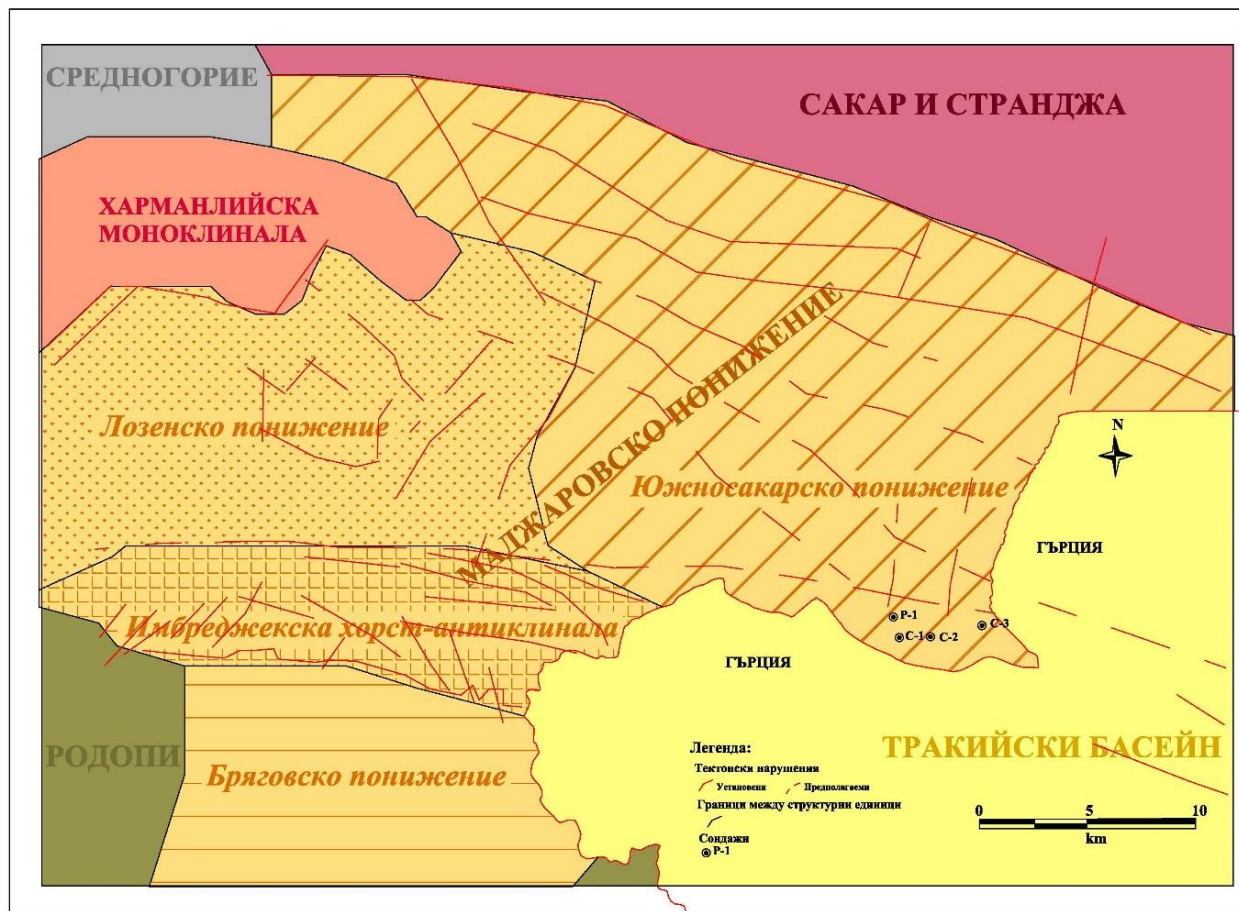 СРЕДНОГОРИЕ
САКАР И СТРАНДЖА
ХАРМАНЛИЙСКА
МОНОКЛИНАЛА
Лозенско понижение
МАДЖАРОВСКО ПОНИЖЕНИЕ
Южносакарско понижение
N
ГЪРЦИЯ
Имбреджекска хорст-антиклинала
P-1
C-1
C-2
C-3
ГЪРЦИЯ
РОДОПИ
Бряговско понижение
ТРАКИЙСКИ БАСЕЙН
Легенда:
Тектонски нарушения
Установени Предполагаеми
Граници между структурни единици
Сондажи
P-1
0 5 10
km